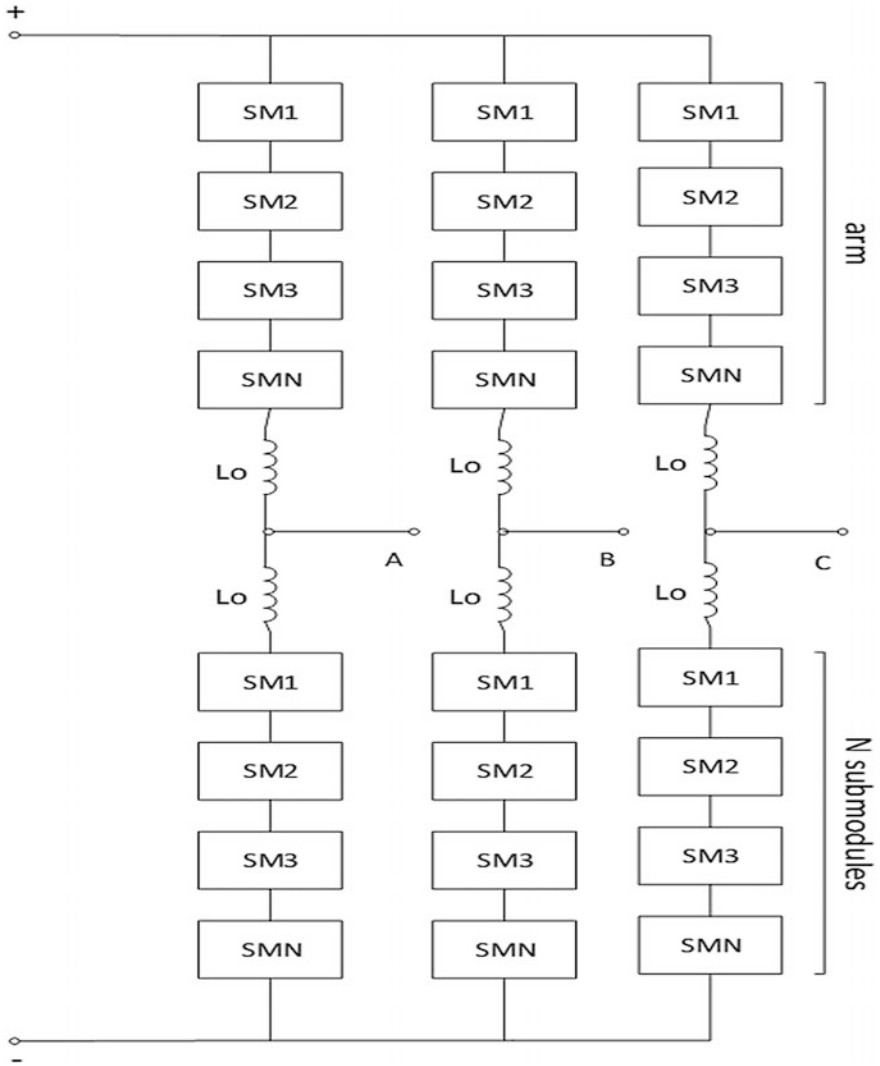 +
SM1 SM1 SM1
SM2 SM2 SM2
SM3 SM3 SM3
SMN SMN SMN
arm
Lo Lo Lo
A B C
Lo Lo Lo
SM1 SM1 SM1
SM2 SM2 SM2
SM3 SM3 SM3
SMN SMN SMN
N submodules
-